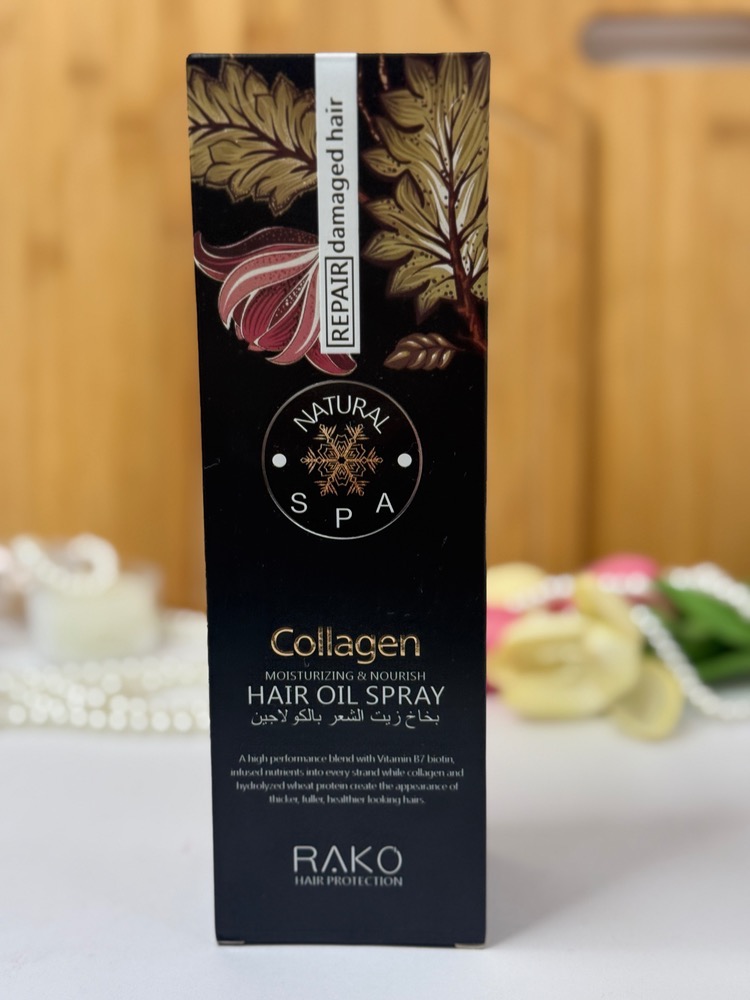 REPAIR damaged hair
NATURAL
SPA
Collagen
MOISTURIZING & NOURISH
HAIR OIL SPRAY
بخاخ زيت الشعر بالكولاجين
A high performance blend with Vitamin B7 biotin,
infused nutrients into every strand while collagen and
hydrolyzed wheat protein create the appearance of
thicker, fuller, healthier looking hairs.
RAKO
HAIR PROTECTION